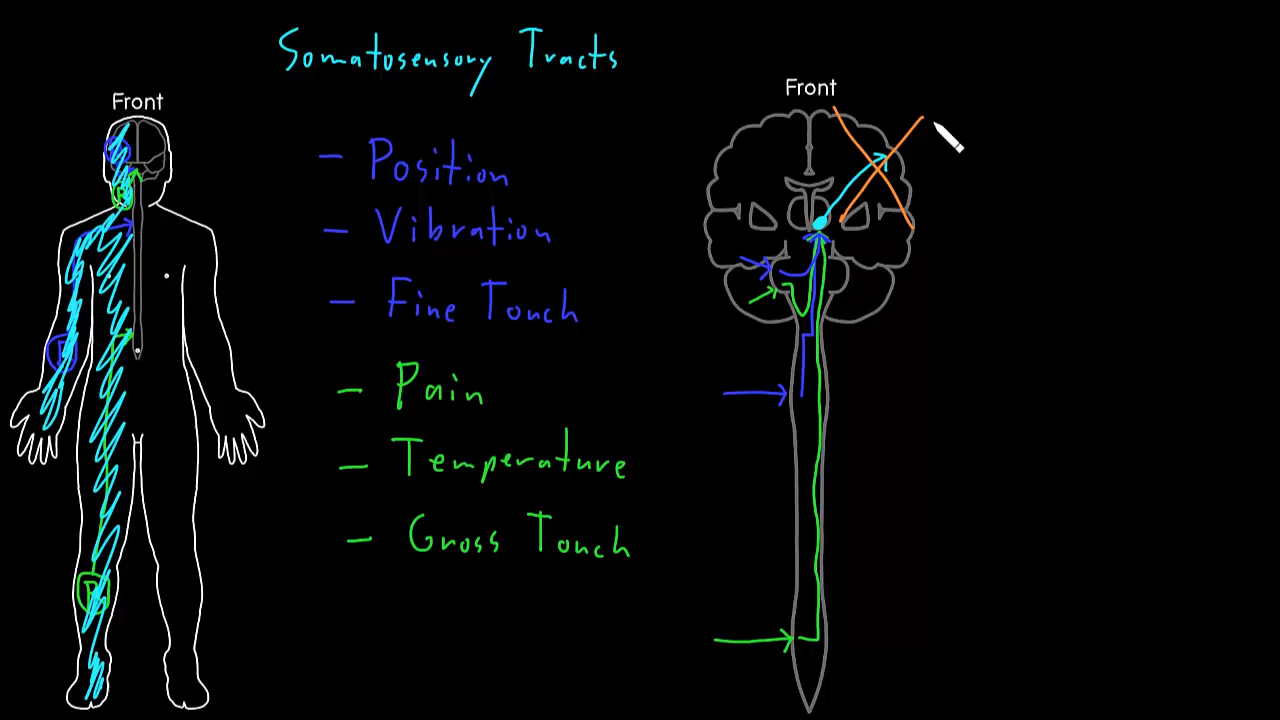 Somatosensory Tracts
Front
Front
- Position
- Vibration
- Fine Touch
- Pain
- Temperature
- Gross Touch